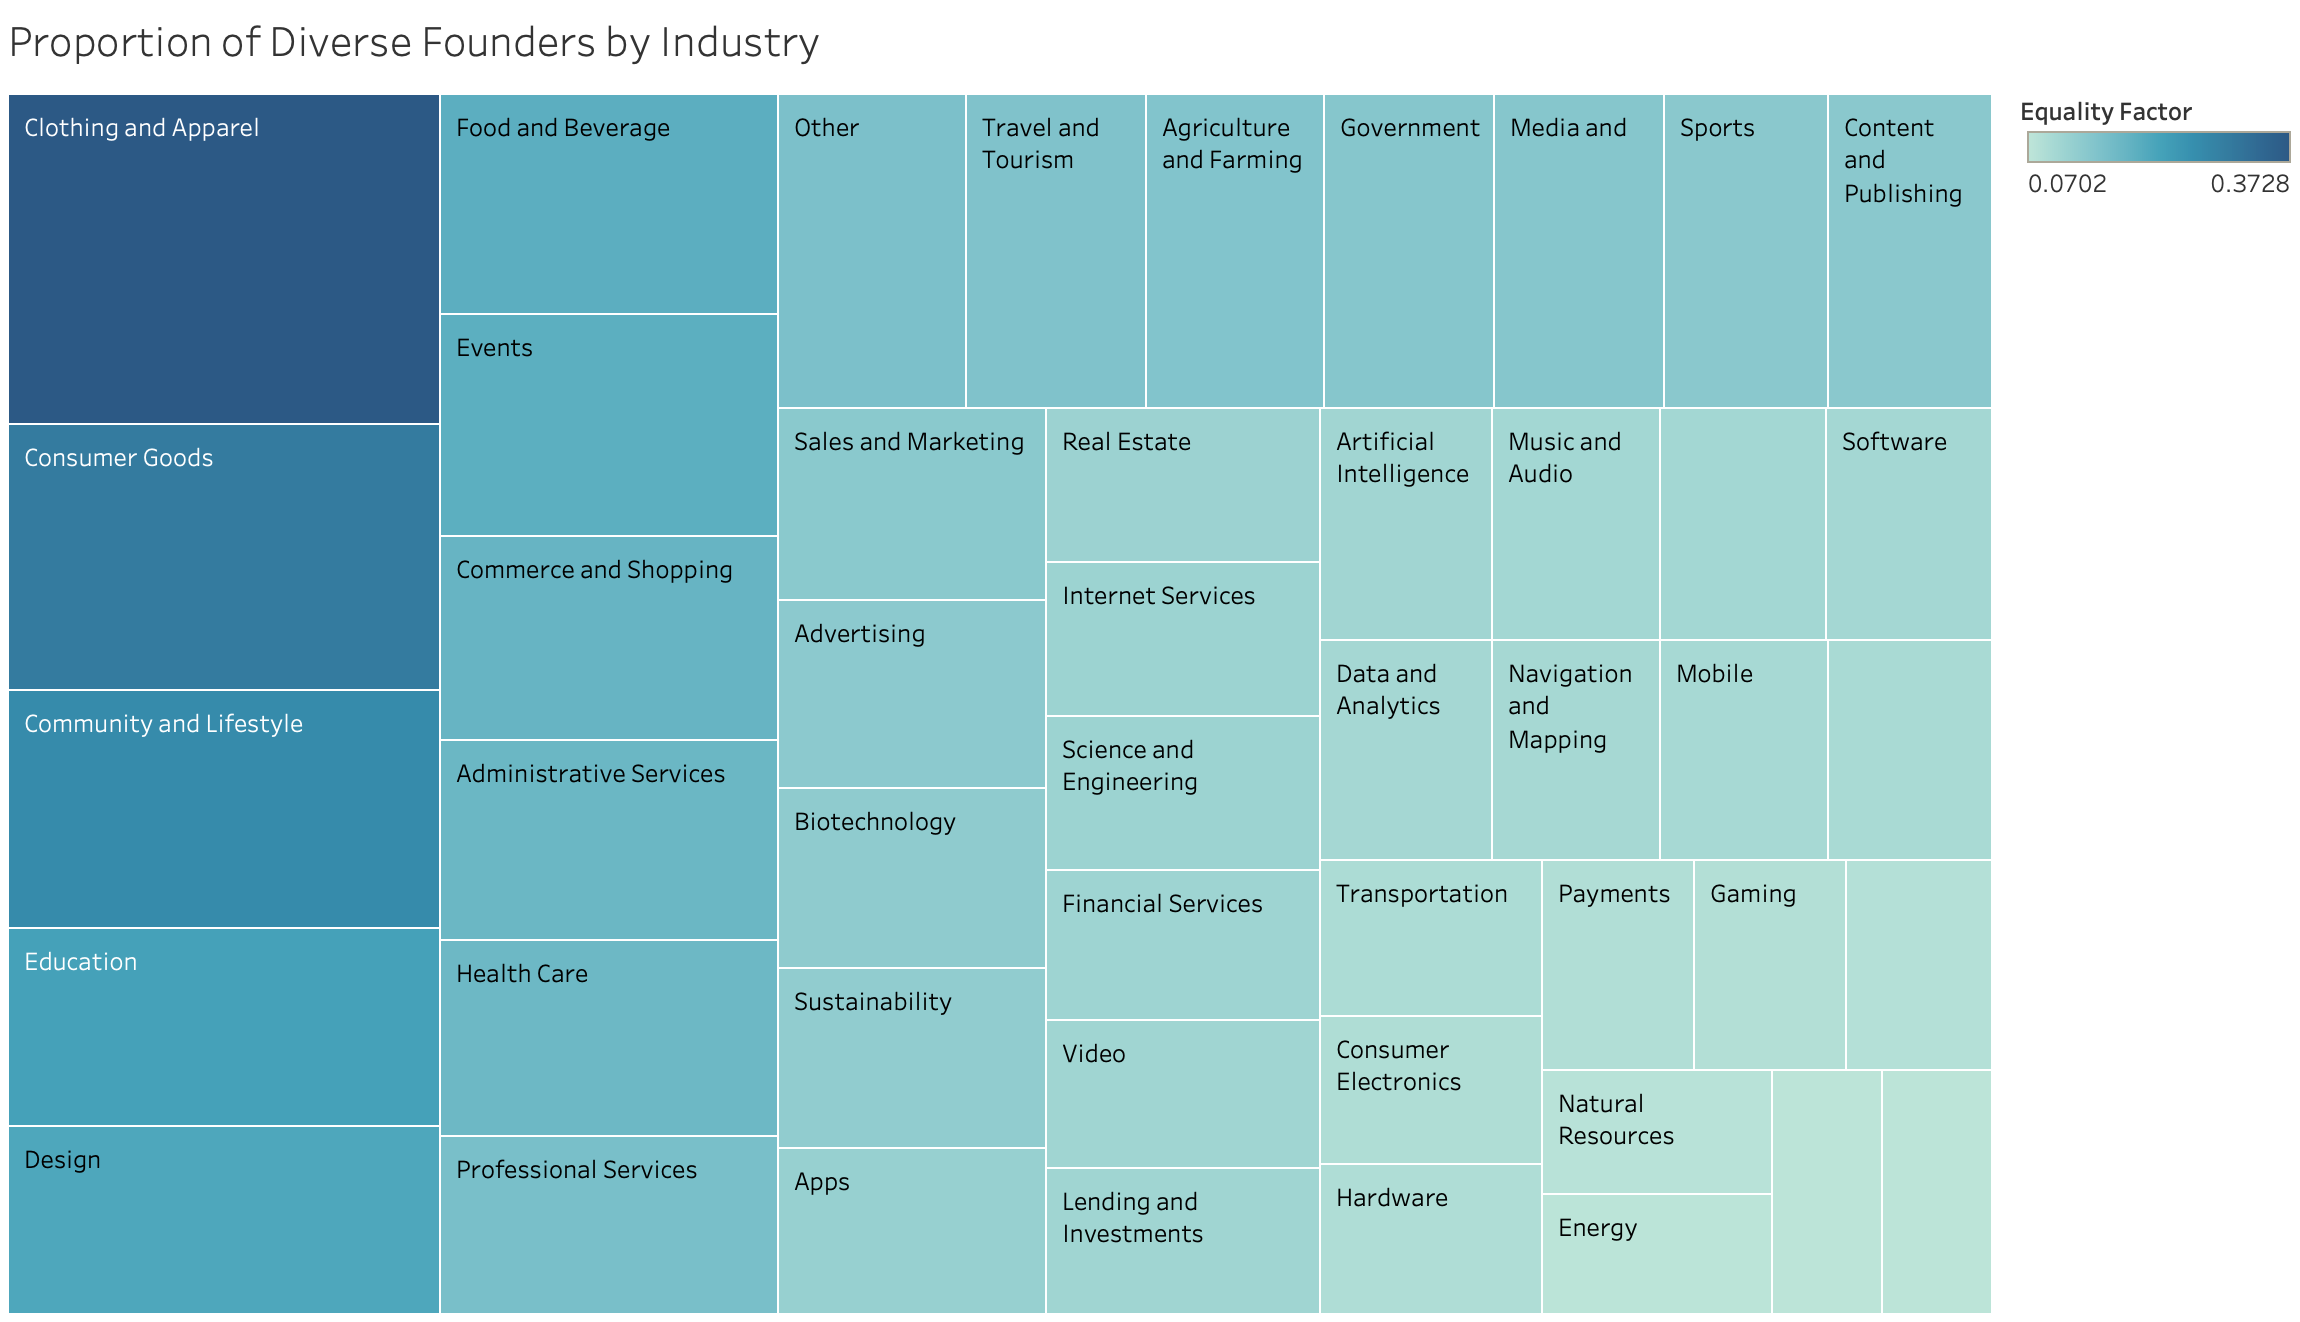 Proportion of Diverse Founders by Industry
Equality Factor
0.0702 0.3728
Clothing and Apparel
Consumer Goods
Community and Lifestyle
Education
Design
Food and Beverage
Events
Commerce and Shopping
Administrative Services
Health Care
Professional Services
Other
Travel and
Tourism
Agriculture
and Farming
Government
Media and
Sports
Content
and
Publishing
Sales and Marketing
Advertising
Biotechnology
Sustainability
Apps
Real Estate
Internet Services
Science and
Engineering
Financial Services
Video
Lending and
Investments
Artificial
Intelligence
Music and
Audio
Software
Data and
Analytics
Navigation
and
Mapping
Mobile
Transportation
Consumer
Electronics
Hardware
Payments
Gaming
Natural
Resources
Energy